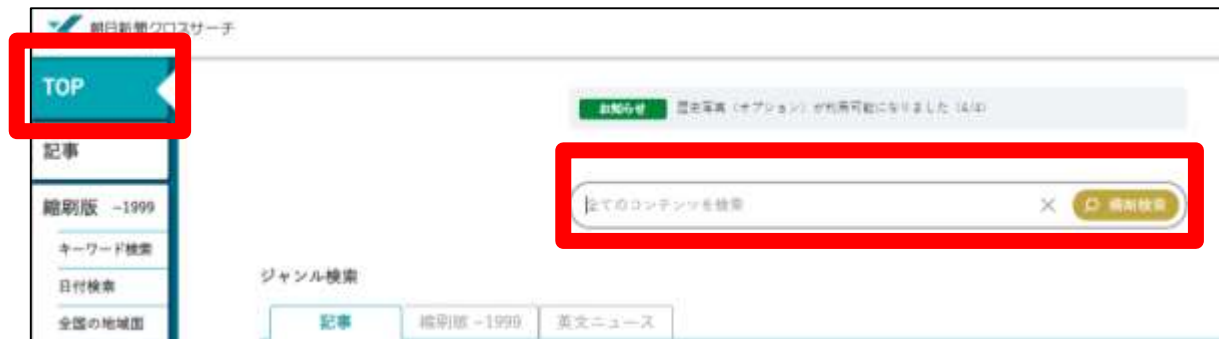 朝日新聞クロスサーチ
TOP
お知らせ 歴史写真（オプション）が利用可能になりました（4/4）
記事
全てのコンテンツを検索 × 横断検索
縮刷版 ~1999
キーワード検索
日付検索
全国の地域面
ジャンル検索
記事 縮刷版 ~1999 英文ニュース